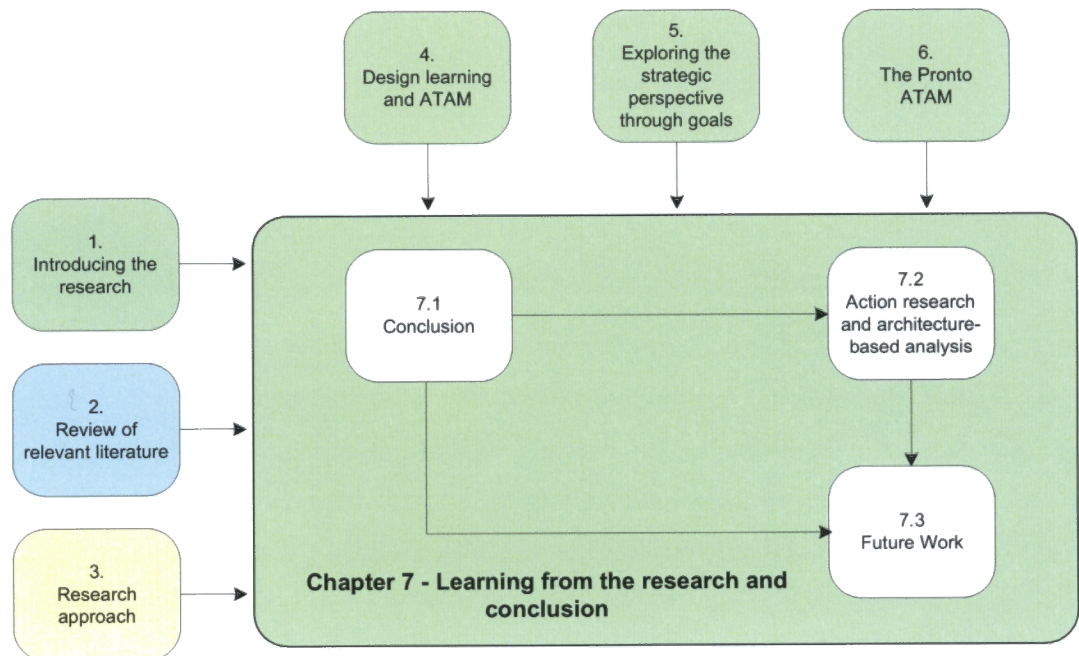 4.
Design learning
and ATAM
5.
Exploring the
strategic
perspective
through goals
6.
The Pronto
ATAM
1.
Introducing the
research
2.
Review of
relevant literature
3.
Research
approach
7.1
Conclusion
7.2
Action research
and architecture-
based analysis
7.3
Future Work
Chapter 7 - Learning from the research and
conclusion